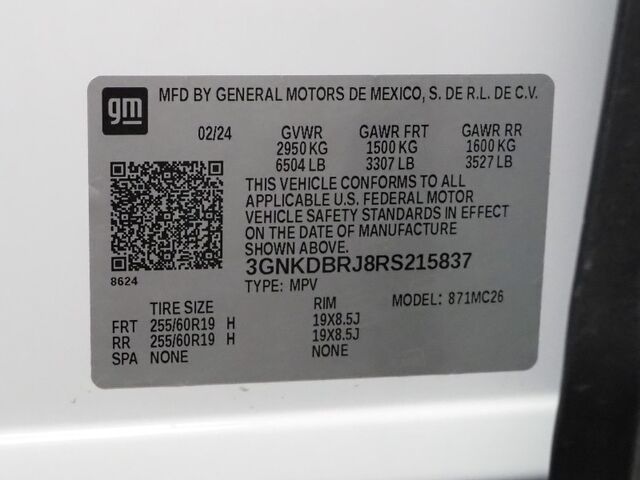 gm MFD BY GENERAL MOTORS DE MEXICO, S. DE R.L. DE C.V.
02/24 GVWR GAWR FRT GAWR RR
2950 KG 1500 KG 1600 KG
6504 LB 3307 LB 3527 LB
THIS VEHICLE CONFORMS TO ALL
APPLICABLE U.S. FEDERAL MOTOR
VEHICLE SAFETY STANDARDS IN EFFECT
ON THE DATE OF MANUFACTURE
SHOWN ABOVE.
3GNKDBRJ8RS215837
8624 TYPE: MPV
TIRE SIZE RIM MODEL: 871MC26
FRT 255/60R19 H 19X8.5J
RR 255/60R19 H 19X8.5J
SPA NONE NONE